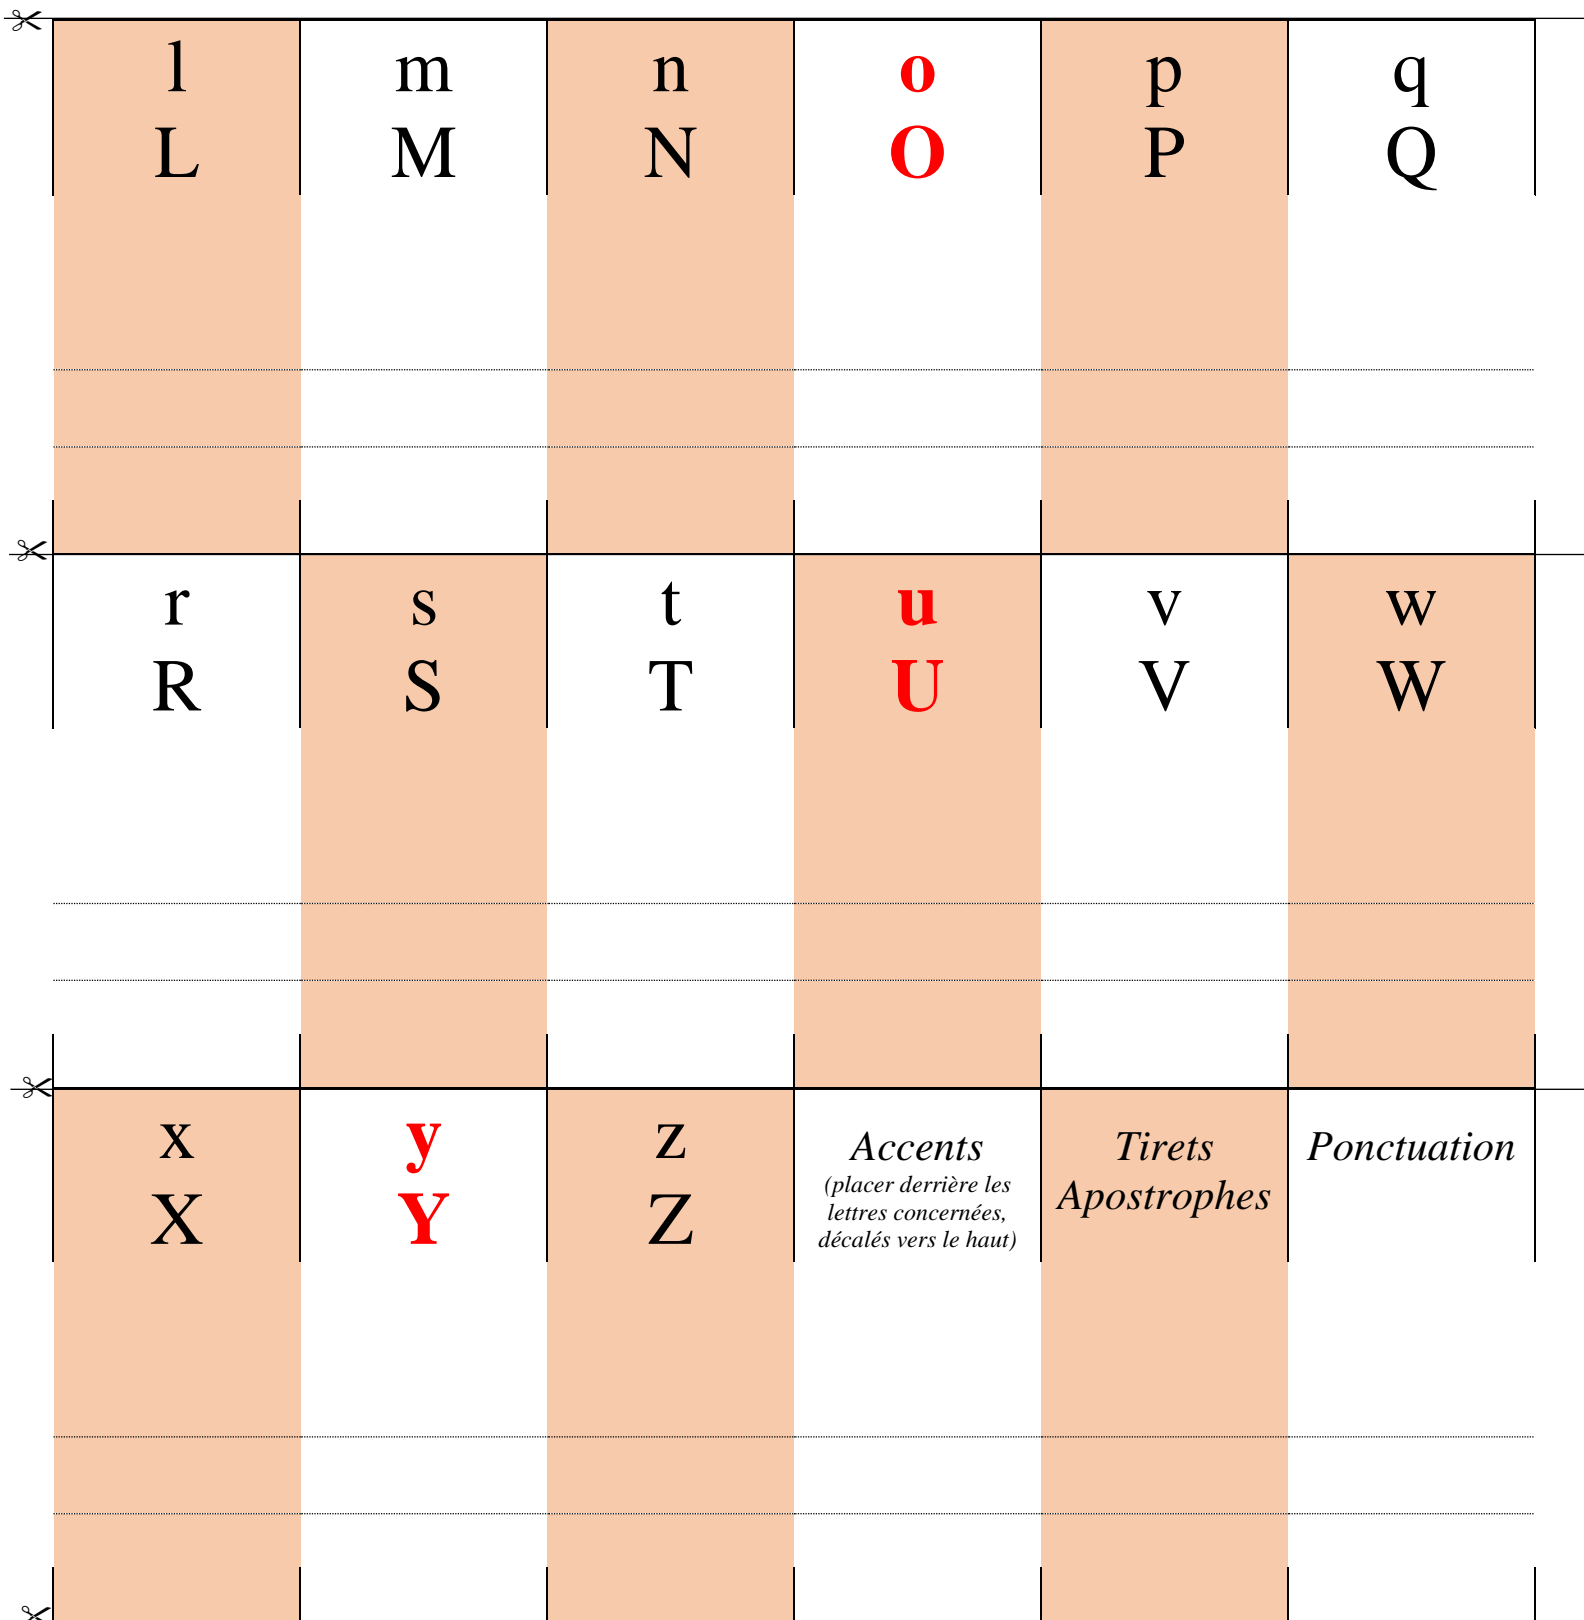 l m n o p q
L M N O P Q
r s t u v w
R S T U V W
x y z Accents Tirets Ponctuation
X Y Z (placer derrière les Apostrophes
lettres concernées,
décalés vers le haut)